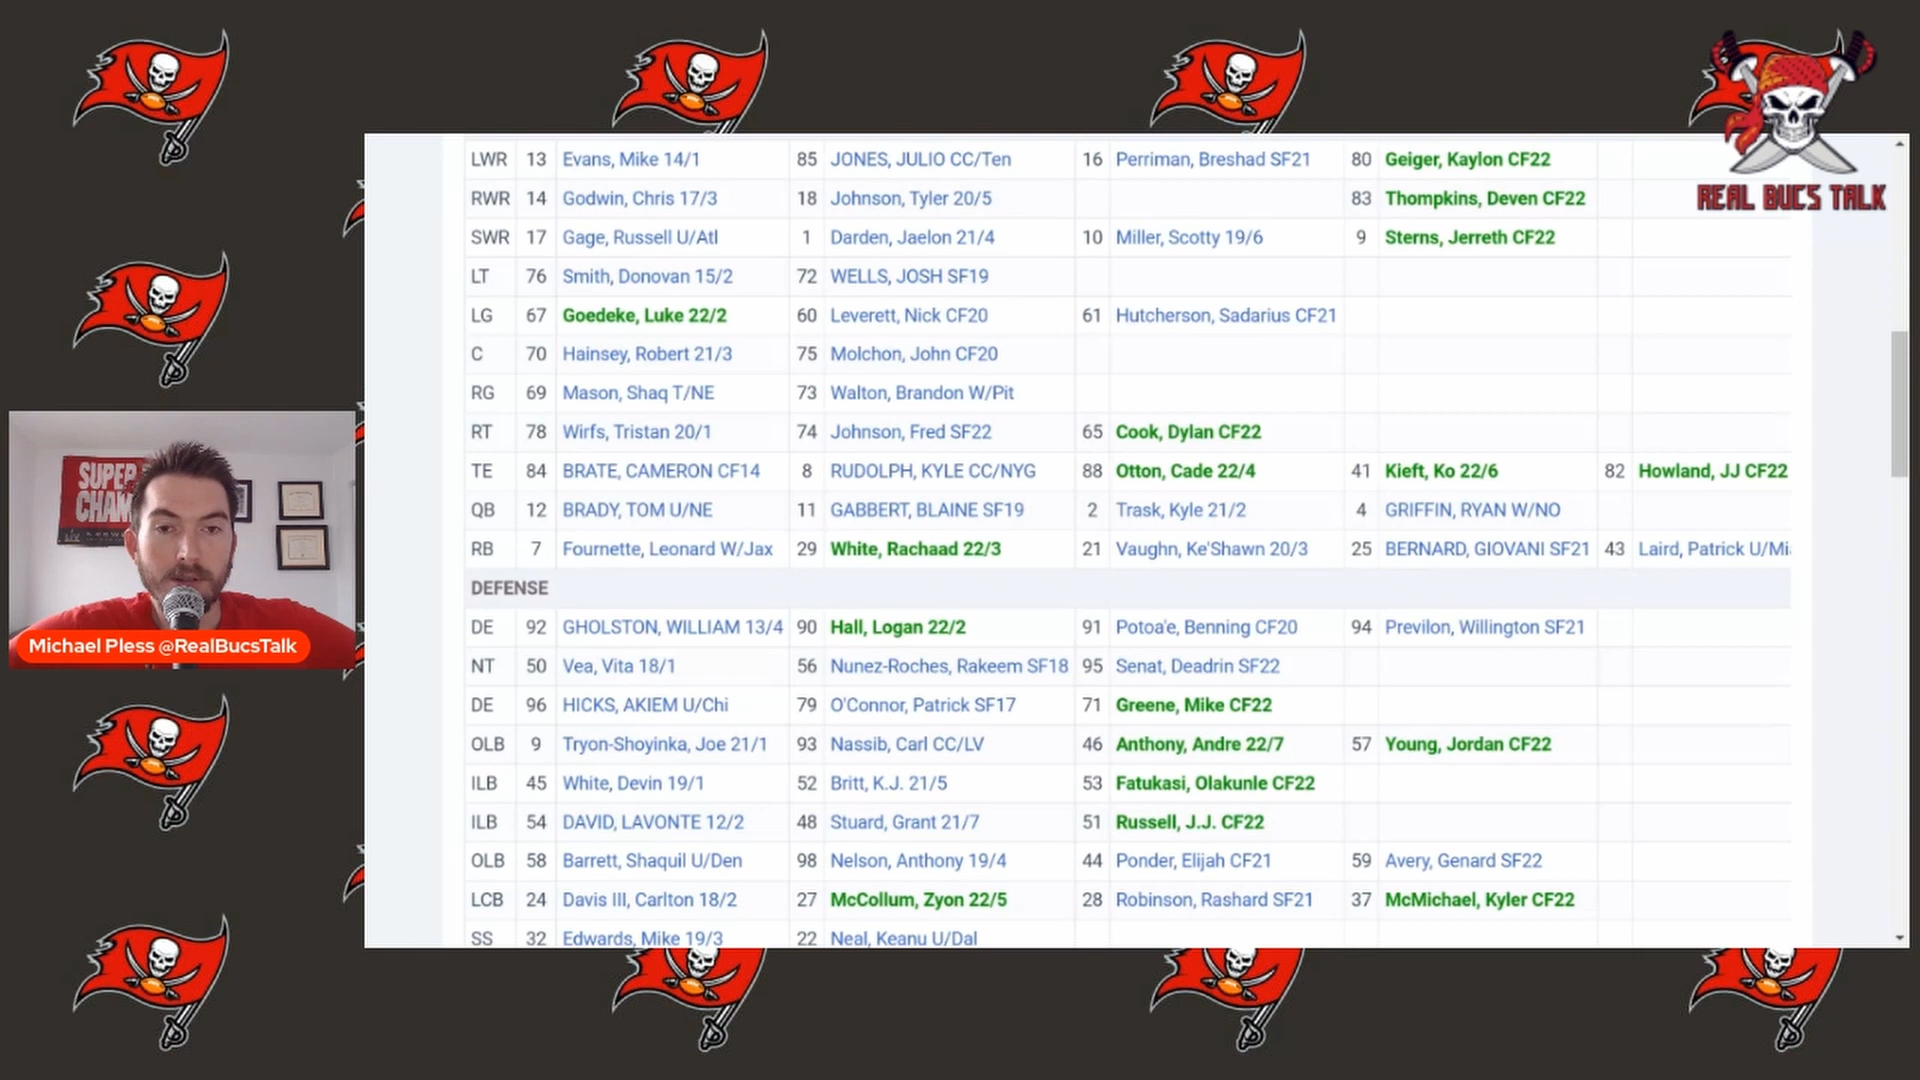 REAL BUCS TALK
LWR 13 Evans, Mike 14/1 85 JONES, JULIO CC/Ten 16 Perriman, Breshad SF21 80 Geiger, Kaylon CF22
RWR 14 Godwin, Chris 17/3 18 Johnson, Tyler 20/5 83 Thompkins, Deven CF22
SWR 17 Gage, Russell U/Atl 1 Darden, Jaelon 21/4 10 Miller, Scotty 19/6 9 Sterns, Jerreth CF22
LT 76 Smith, Donovan 15/2 72 WELLS, JOSH SF19
LG 67 Goedeke, Luke 22/2 60 Leverett, Nick CF20 61 Hutcherson, Sadarius CF21
C 70 Hainsey, Robert 21/3 75 Molchon, John CF20
RG 69 Mason, Shaq T/NE 73 Walton, Brandon W/Pit
RT 78 Wirfs, Tristan 20/1 74 Johnson, Fred SF22 65 Cook, Dylan CF22
TE 84 BRATE, CAMERON CF14 8 RUDOLPH, KYLE CC/NYG 88 Otton, Cade 22/4 41 Kieft, Ko 22/6 82 Howland, JJ CF22
QB 12 BRADY, TOM U/NE 11 GABBERT, BLAINE SF19 2 Trask, Kyle 21/2 4 GRIFFIN, RYAN W/NO
RB 7 Fournette, Leonard W/Jax 29 White, Rachaad 22/3 21 Vaughn, Ke'Shawn 20/3 25 BERNARD, GIOVANI SF21 43 Laird, Patrick U/Mi
DEFENSE
DE 92 GHOLSTON, WILLIAM 13/4 90 Hall, Logan 22/2 91 Potoa'e, Benning CF20 94 Previlon, Willington SF21
NT 50 Vea, Vita 18/1 56 Nunez-Roches, Rakeem SF18 95 Senat, Deadrin SF22
DE 96 HICKS, AKIEM U/Chi 79 O'Connor, Patrick SF17 71 Greene, Mike CF22
OLB 9 Tryon-Shoyinka, Joe 21/1 93 Nassib, Carl CC/LV 46 Anthony, Andre 22/7 57 Young, Jordan CF22
ILB 45 White, Devin 19/1 52 Britt, K.J. 21/5 53 Fatukasi, Olakunle CF22
ILB 54 DAVID, LAVONTE 12/2 48 Stuard, Grant 21/7 51 Russell, J.J. CF22
OLB 58 Barrett, Shaquil U/Den 98 Nelson, Anthony 19/4 44 Ponder, Elijah CF21 59 Avery, Genard SF22
LCB 24 Davis III, Carlton 18/2 27 McCollum, Zyon 22/5 28 Robinson, Rashard SF21 37 McMichael, Kyler CF22
SS 32 Edwards, Mike 19/3 22 Neal, Keanu U/Dal
SUPER
CHAM
Michael Pless @RealBucsTalk